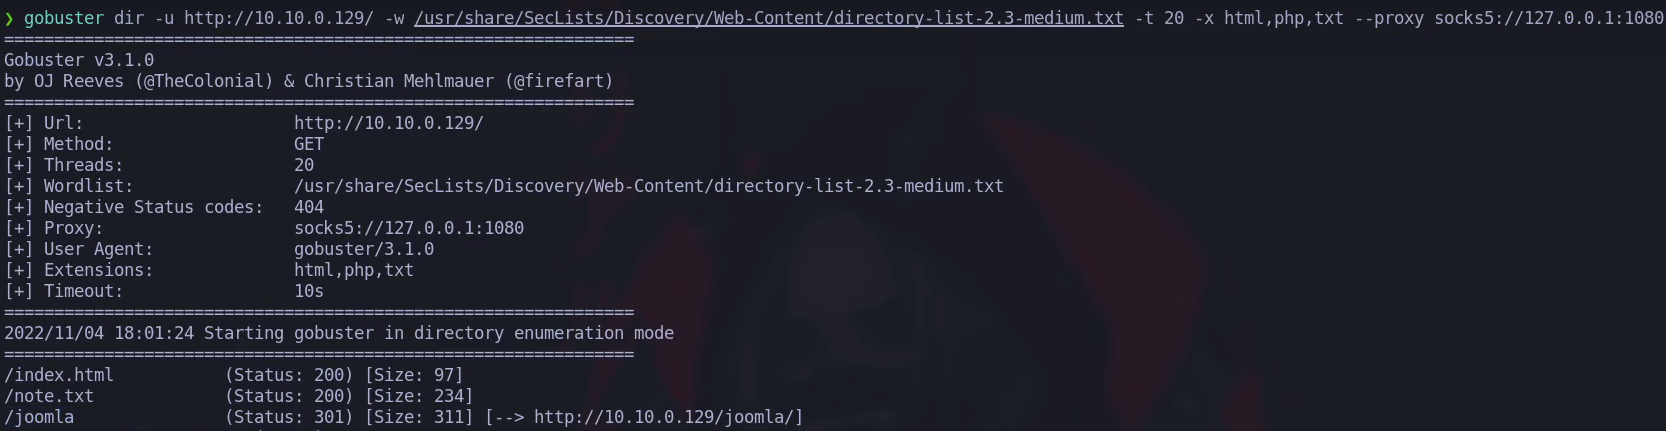 ❯ gobuster dir -u http://10.10.0.129/ -w /usr/share/SecLists/Discovery/Web-Content/directory-list-2.3-medium.txt -t 20 -x html,php,txt --proxy socks5://127.0.0.1:1080
===============================================================
Gobuster v3.1.0
by OJ Reeves (@TheColonial) & Christian Mehlmauer (@firefart)
===============================================================
[+] Url:                     http://10.10.0.129/
[+] Method:                  GET
[+] Threads:                 20
[+] Wordlist:                /usr/share/SecLists/Discovery/Web-Content/directory-list-2.3-medium.txt
[+] Negative Status codes:   404
[+] Proxy:                   socks5://127.0.0.1:1080
[+] User Agent:              gobuster/3.1.0
[+] Extensions:              html,php,txt
[+] Timeout:                 10s
===============================================================
2022/11/04 18:01:24 Starting gobuster in directory enumeration mode
===============================================================
/index.html           (Status: 200) [Size: 97]
/note.txt             (Status: 200) [Size: 234]
/joomla               (Status: 301) [Size: 311] [--> http://10.10.0.129/joomla/]